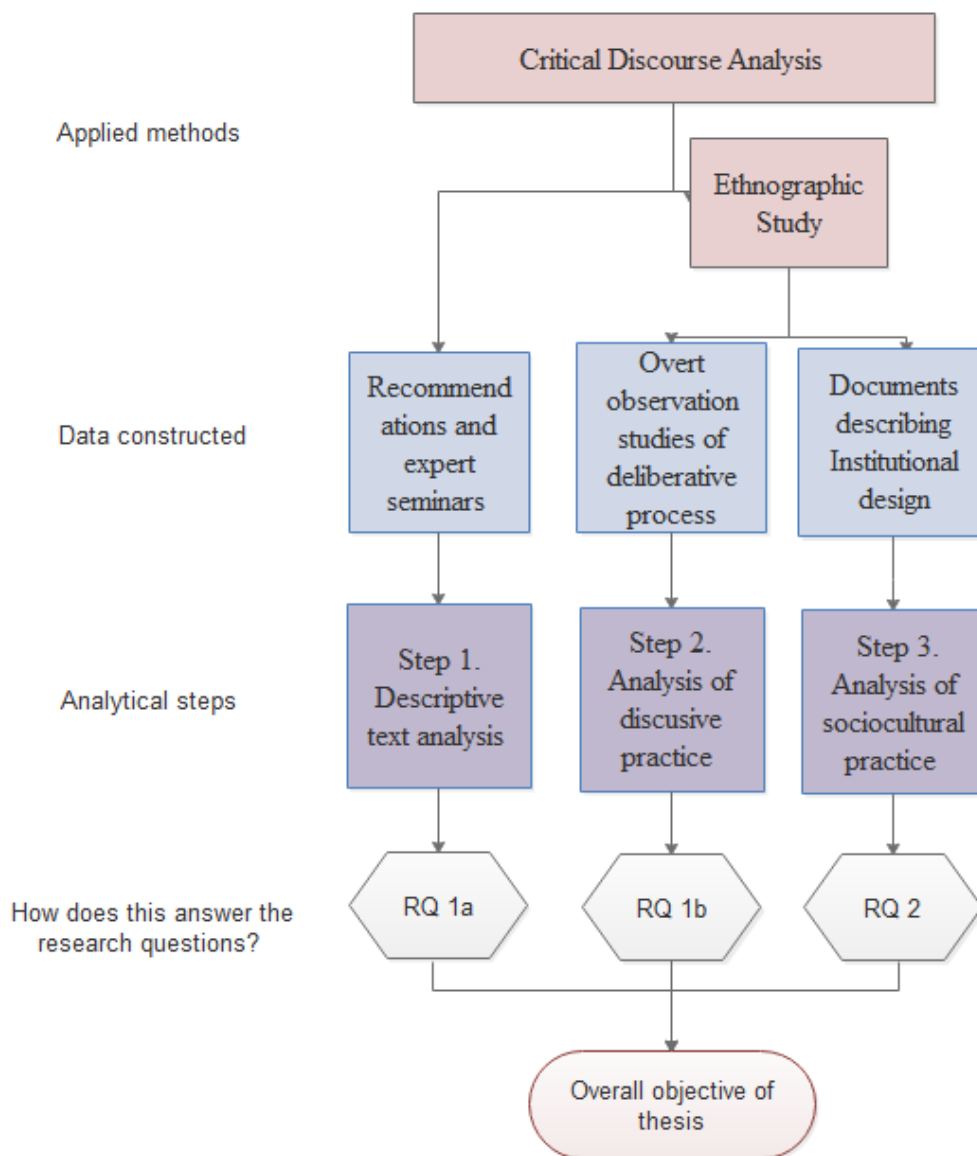 Critical Discourse Analysis
Applied methods
Ethnographic
Study
Data constructed
Recommend
ations and
expert
seminars
Overt
observation
studies of
deliberative
process
Documents
describing
Institutional
design
Analytical steps
Step 1.
Descriptive
text analysis
Step 2.
Analysis of
discusive
practice
Step 3.
Analysis of
sociocultural
practice
How does this answer the
research questions?
RQ 1a
RQ 1b
RQ 2
Overall objective of
thesis